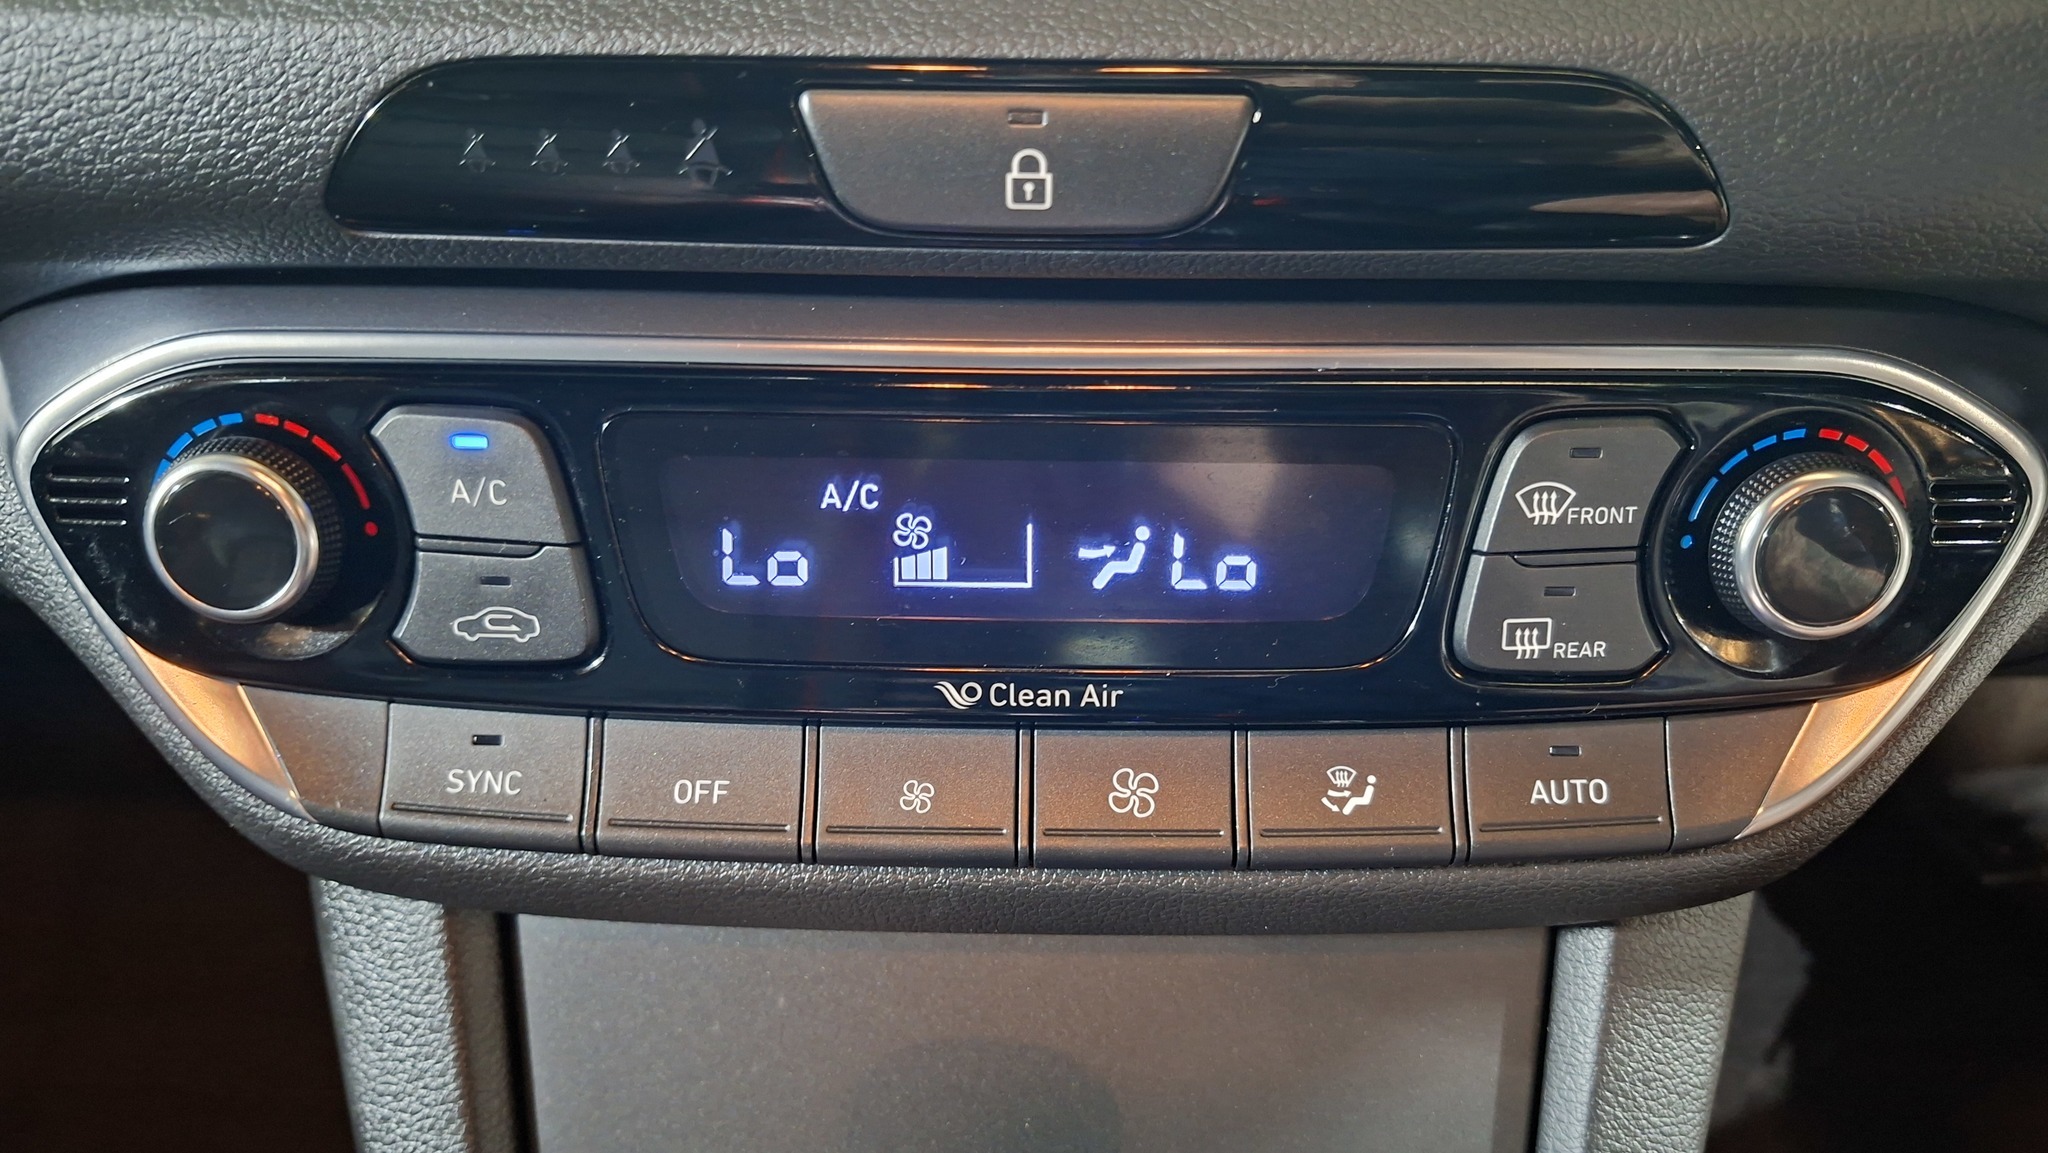 A/C
A/C
Lo
Lo
FRONT
REAR
Clean Air
SYNC
OFF
AUTO